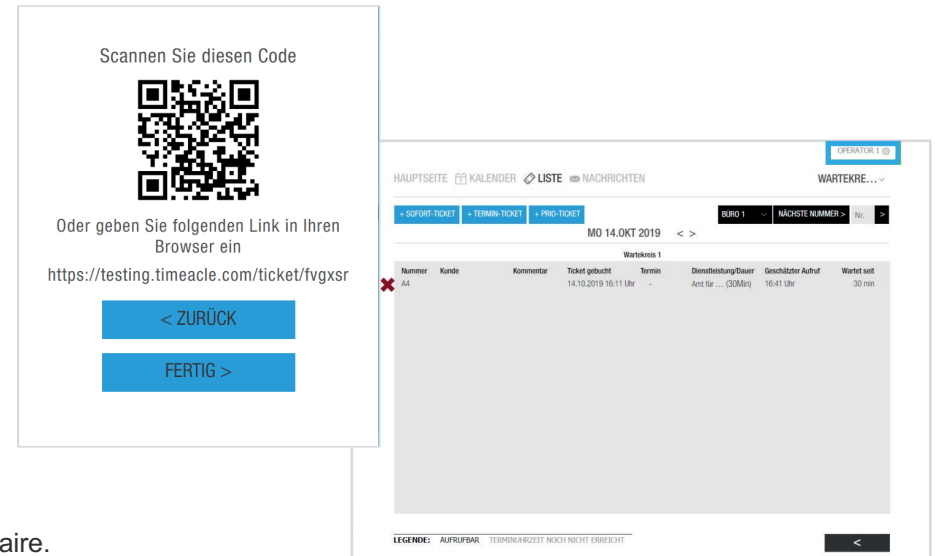 Scannen Sie diesen Code
Oder geben Sie folgenden Link in Ihren
Browser ein
https://testing.timeacle.com/ticket/fvgxsr
< ZURÜCK
FERTIG >
OPERATOR 1
HAUPTSEITE KALENDER LISTE NACHRICHTEN WARTEKRE...
+ SOFORT-TICKET + TERMIN-TICKET + PRIO-TICKET BÜRO 1 NÄCHSTE NUMMER > Nr. >
MO 14.OKT 2019 < >
Wartekreis 1
Nummer Kunde Kommentar Ticket gebucht Termin Dienstleistung/Dauer Geschätzter Aufruf Wartet seit
A4 14.10.2019 16:11 Uhr - Amt für ... (30Min) 16:41 Uhr 30 min
LEGENDE: AUFRUFBAR TERMINUHRZEIT NOCH NICHT ERREICHT <
aire.